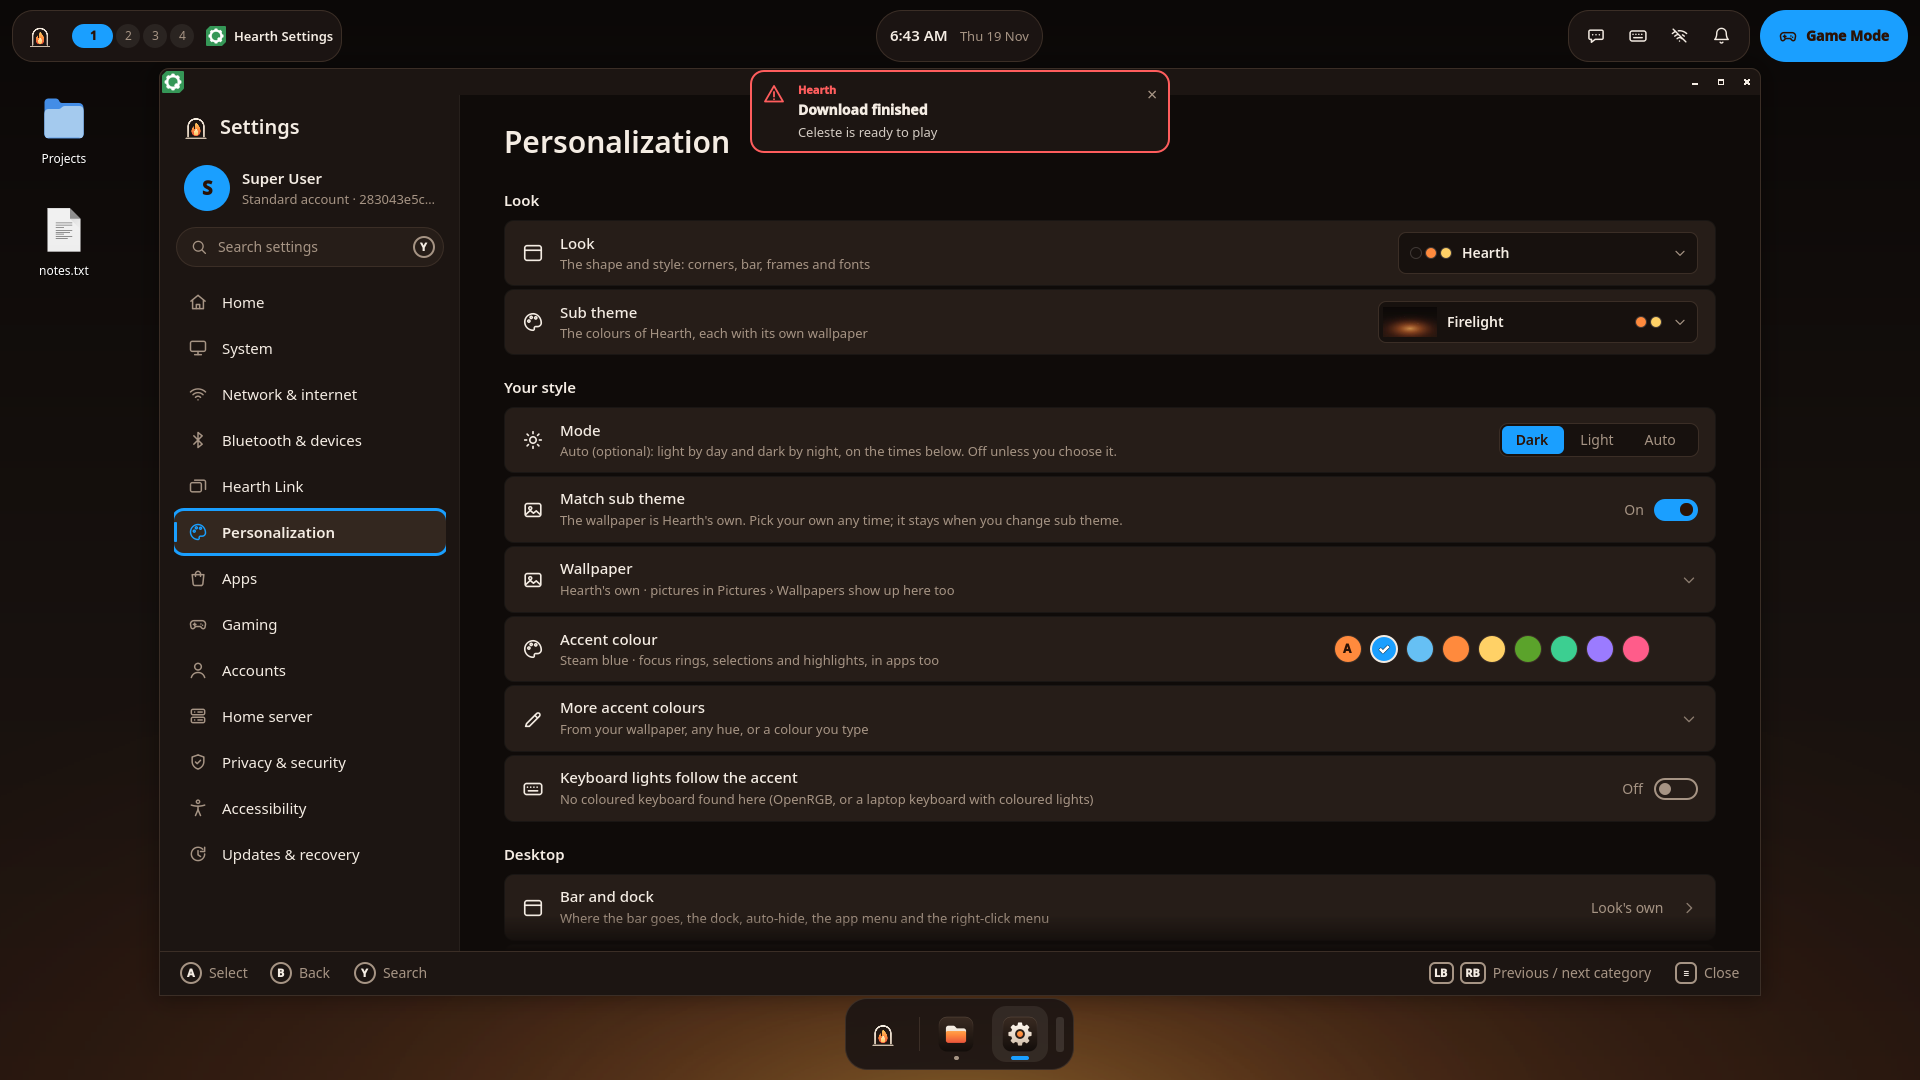 1 2 3 4 Hearth Settings
6:43 AM Thu 19 Nov
Game Mode
Projects
notes.txt
Hearth
Download finished
Celeste is ready to play
Settings
S
Super User
Standard account · 283043e5c...
Search settings Y
Home
System
Network & internet
Bluetooth & devices
Hearth Link
Personalization
Apps
Gaming
Accounts
Home server
Privacy & security
Accessibility
Updates & recovery
Personalization
Look
Look
The shape and style: corners, bar, frames and fonts
Hearth
Sub theme
The colours of Hearth, each with its own wallpaper
Firelight
Your style
Mode
Auto (optional): light by day and dark by night, on the times below. Off unless you choose it.
Dark Light Auto
Match sub theme
The wallpaper is Hearth's own. Pick your own any time; it stays when you change sub theme.
On
Wallpaper
Hearth's own · pictures in Pictures › Wallpapers show up here too
Accent colour
Steam blue · focus rings, selections and highlights, in apps too
A
More accent colours
From your wallpaper, any hue, or a colour you type
Keyboard lights follow the accent
No coloured keyboard found here (OpenRGB, or a laptop keyboard with coloured lights)
Off
Desktop
Bar and dock
Where the bar goes, the dock, auto-hide, the app menu and the right-click menu
Look's own
A Select B Back Y Search
LB RB Previous / next category Close